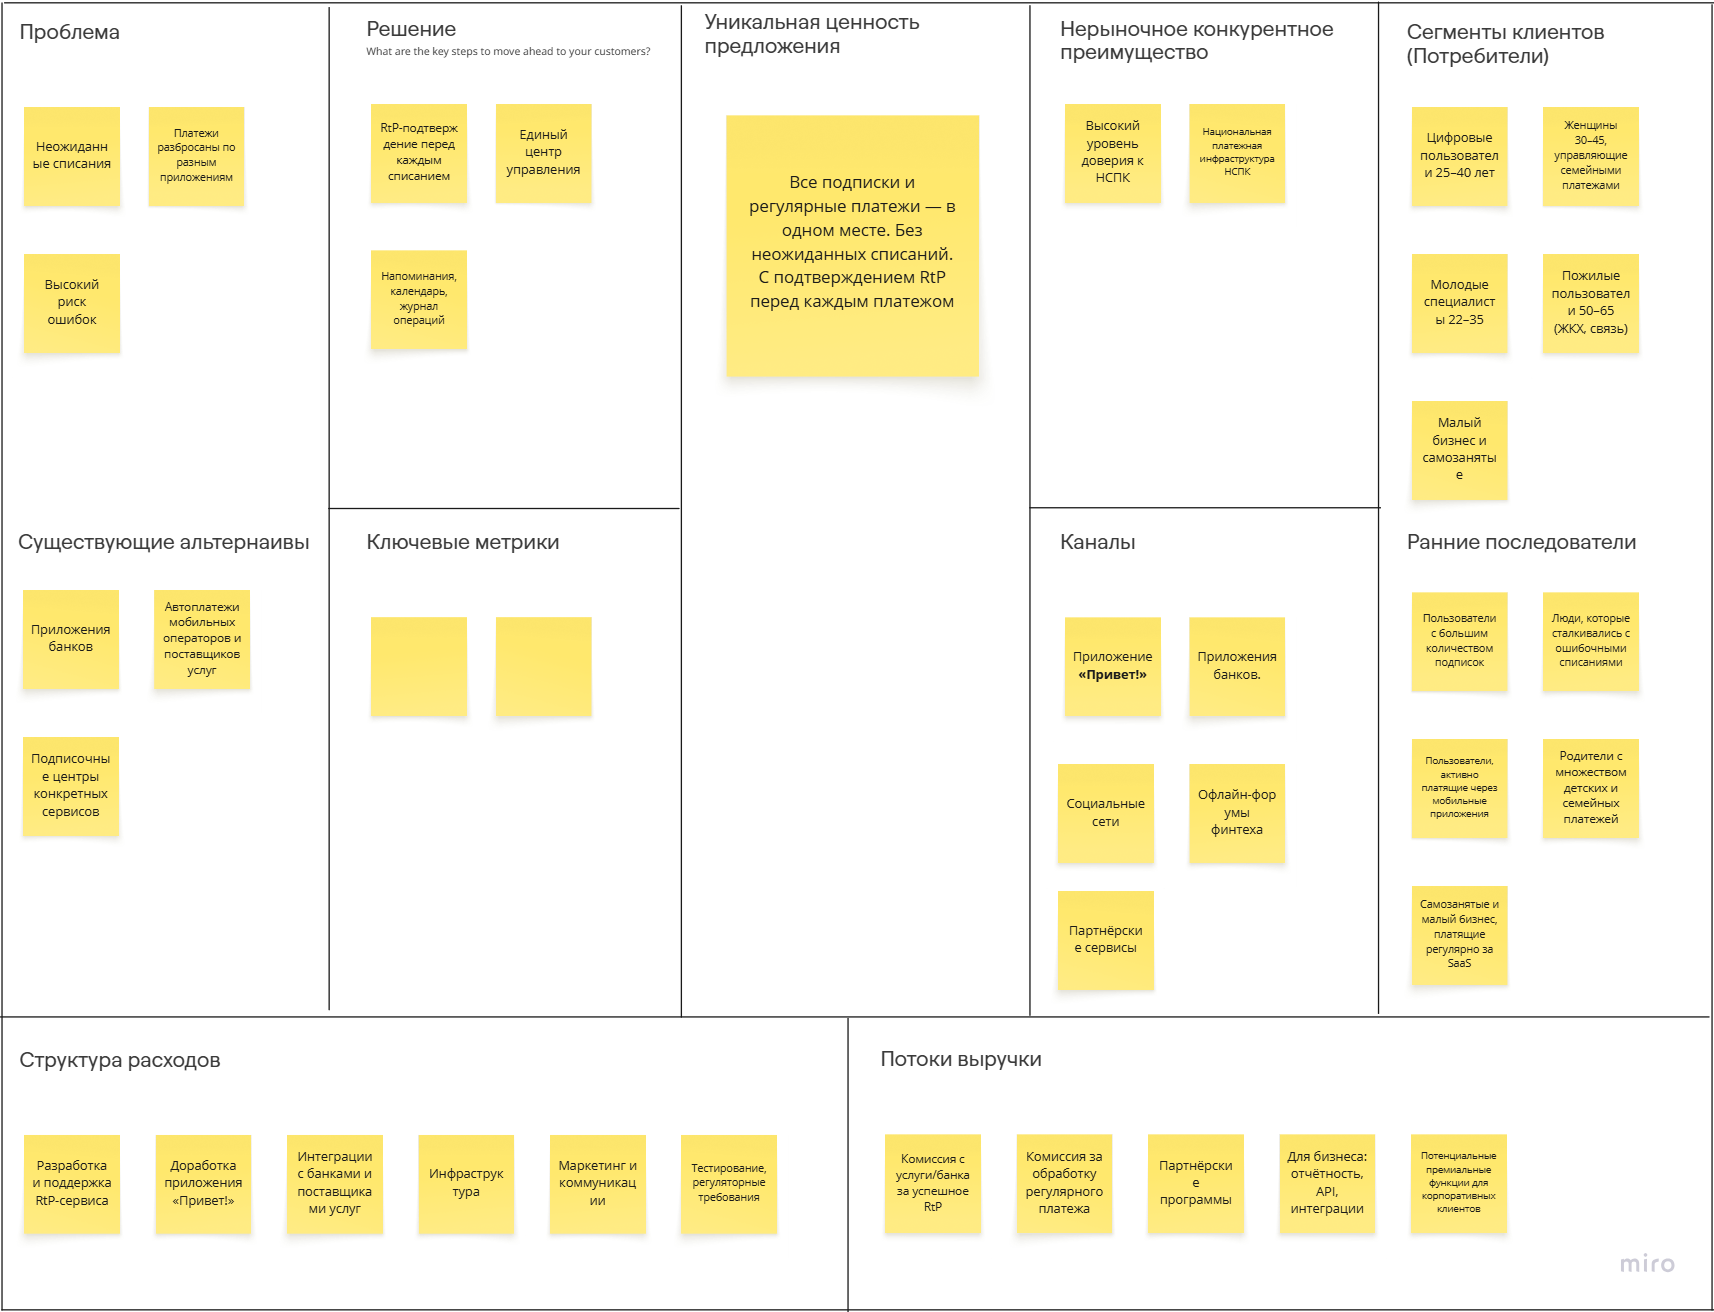 Проблема
Неожиданн
ые списания
Платежи
разбросаны по
разным
приложениям
Высокий
риск
ошибок
Решение
What are the key steps to move ahead to your customers?
RtP-подтверж
дение перед
каждым
списанием
Единый
центр
управления
Напоминания,
календарь,
журнал
операций
Уникальная ценность
предложения
Все подписки и
регулярные платежи — в
одном месте. Без
неожиданных списаний.
С подтверждением RtP
перед каждым платежом
Нерыночное конкурентное
преимущество
Высокий
уровень
доверия к
НСПК
Национальная
платежная
инфраструктура
НСПК
Сегменты клиентов
(Потребители)
Цифровые
пользовател
и 25–40 лет
Женщины
30–45,
управляющие
семейными
платежами
Молодые
специалист
ы 22–35
Пожилые
пользовател
и 50–65
(ЖКХ, связь)
Малый
бизнес и
самозаняты
е
Существующие альтернаивы
Приложения
банков
Автоплатежи
мобильных
операторов и
поставщиков
услуг
Подписочны
е центры
конкретных
сервисов
Ключевые метрики
Каналы
Приложение
«Привет!»
Приложения
банков.
Социальные
сети
Офлайн-фор
умы
финтеха
Партнёрски
е сервисы
Ранние последователи
Пользователи
с большим
количеством
подписок
Люди, которые
сталкивались с
ошибочными
списаниями
Пользователи,
активно
платящие через
мобильные
приложения
Родители с
множеством
детских и
семейных
платежей
Самозанятые и
малый бизнес,
платящие
регулярно за
SaaS
Структура расходов
Разработка
и поддержка
RtP-сервиса
Доработка
приложения
«Привет!»
Интеграции
с банками и
поставщика
ми услуг
Инфраструк
тура
Маркетинг и
коммуникац
ии
Тестирование,
регуляторные
требования
Потоки выручки
Комиссия с
услуги/банка
за успешное
RtP
Комиссия за
обработку
регулярного
платежа
Партнёрски
е
программы
Для бизнеса:
отчётность,
API,
интеграции
Потенциальные
премиальные
функции для
корпоративных
клиентов
miro